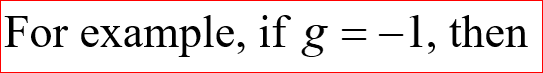 For example, if g = −1, then